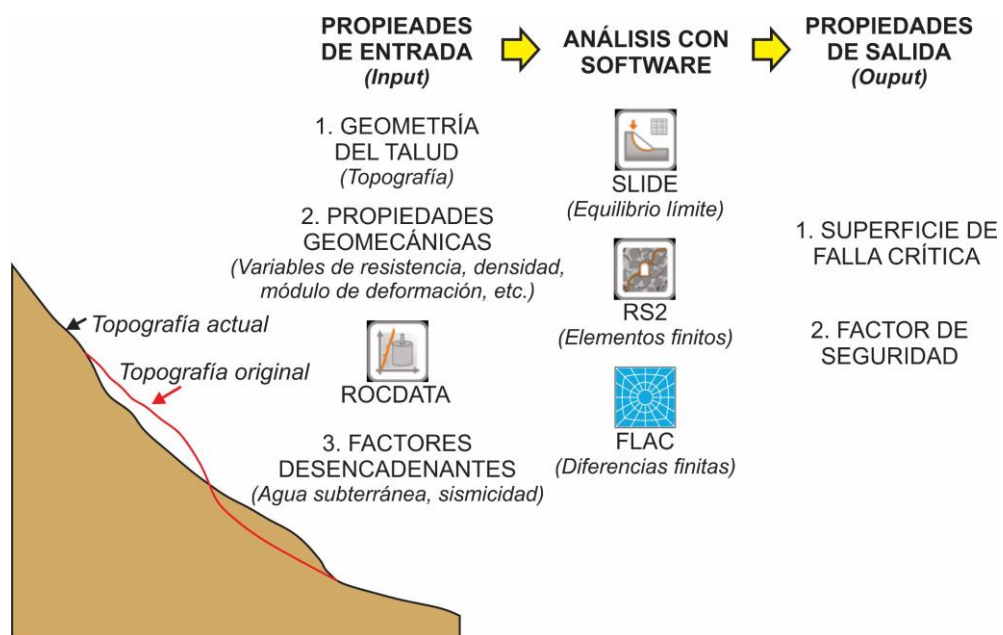 PROPIEADES
DE ENTRADA
(Input)
ANÁLISIS CON
SOFTWARE
PROPIEDADES
DE SALIDA
(Ouput)
1. GEOMETRÍA
DEL TALUD
(Topografía)
2. PROPIEDADES
GEOMECÁNICAS
(Variables de resistencia, densidad,
módulo de deformación, etc.)
ROCDATA
3. FACTORES
DESENCADENANTES
(Agua subterránea, sismicidad)
SLIDE
(Equilibrio límite)
RS2
(Elementos finitos)
FLAC
(Diferencias finitas)
1. SUPERFICIE DE
FALLA CRÍTICA
2. FACTOR DE
SEGURIDAD
Topografía actual
Topografía original